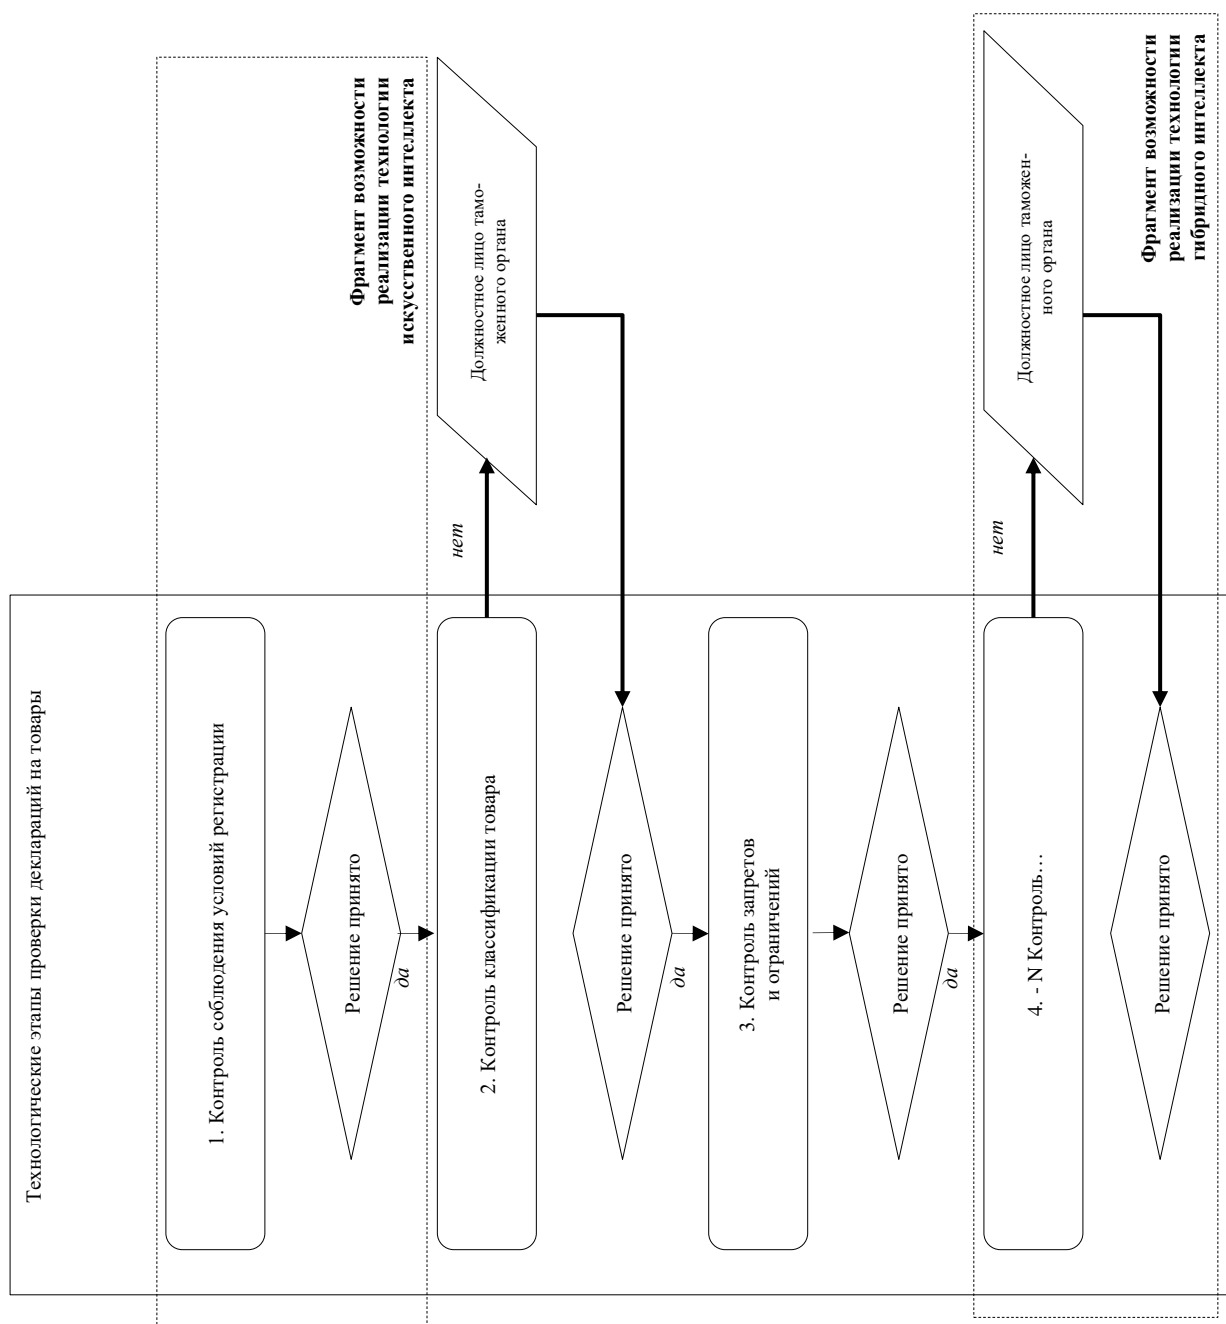 Технологические этапы проверки деклараций на товары
1. Контроль соблюдения условий регистрации
Решение принято
да
Фрагмент возможности
реализации технологии
искусственного интеллекта
2. Контроль классификации товара
нет
Должностное лицо тамо-
женного органа
Решение принято
да
3. Контроль запретов
и ограничений
Решение принято
да
4. - N Контроль…
нет
Должностное лицо таможен-
ного органа
Решение принято
Фрагмент возможности
реализации технологии
гибридного интеллекта